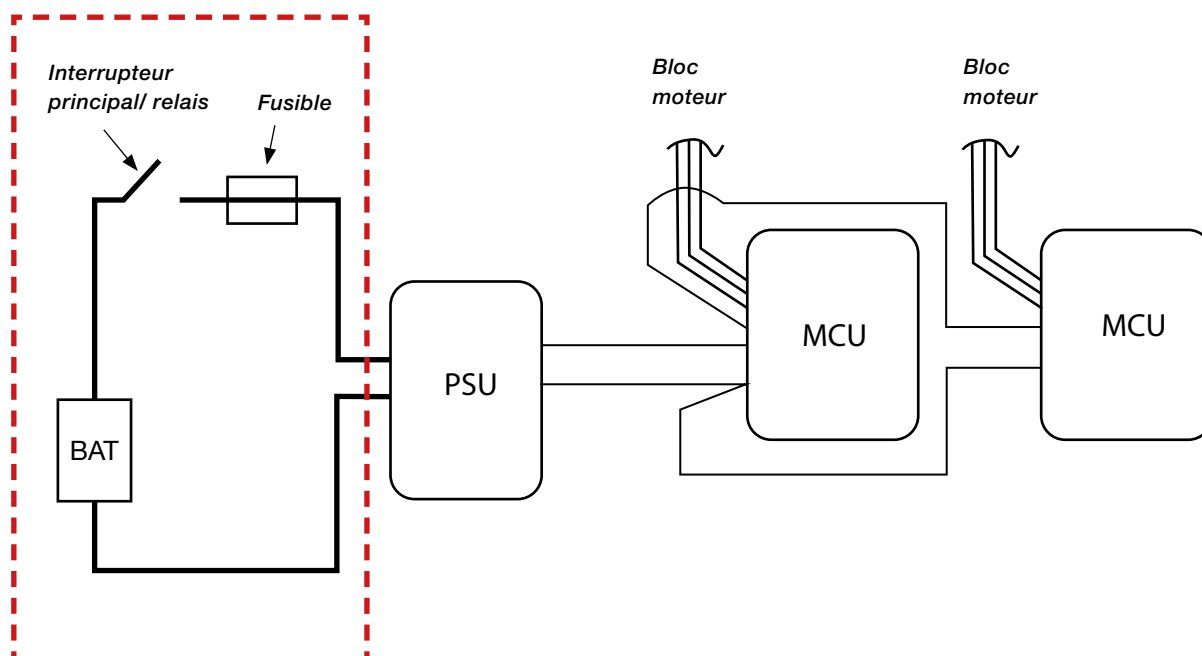 Interrupteur
principal/ relais
Fusible
Bloc
moteur
Bloc
moteur
BAT
PSU
MCU
MCU